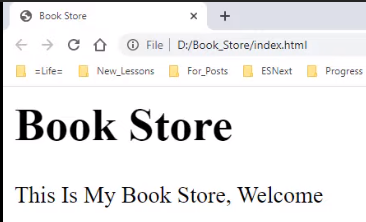 Book Store
File D:/Book_Store/index.html
=Life= New_Lessons For_Posts ESNext Progress
Book Store
This Is My Book Store, Welcome